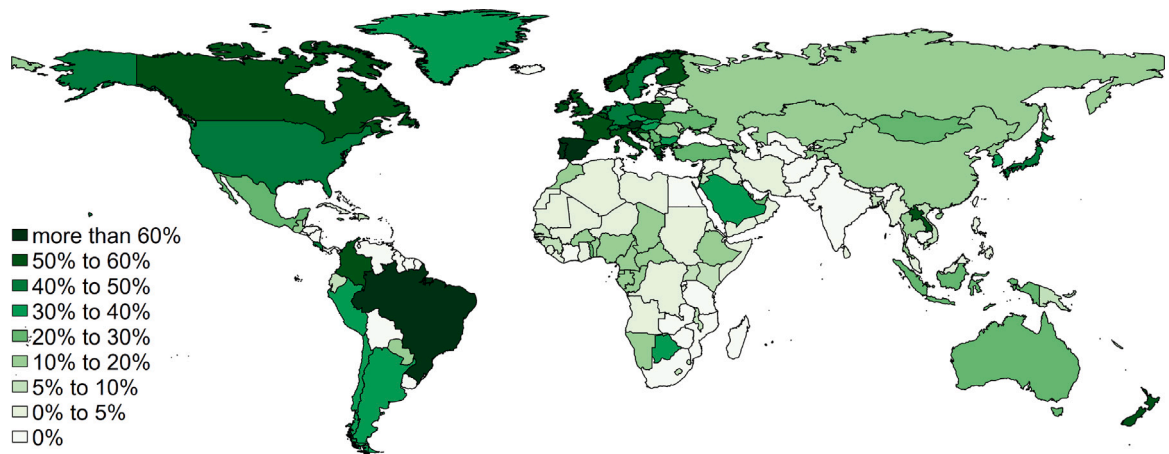 more than 60%
50% to 60%
40% to 50%
30% to 40%
20% to 30%
10% to 20%
5% to 10%
0% to 5%
0%